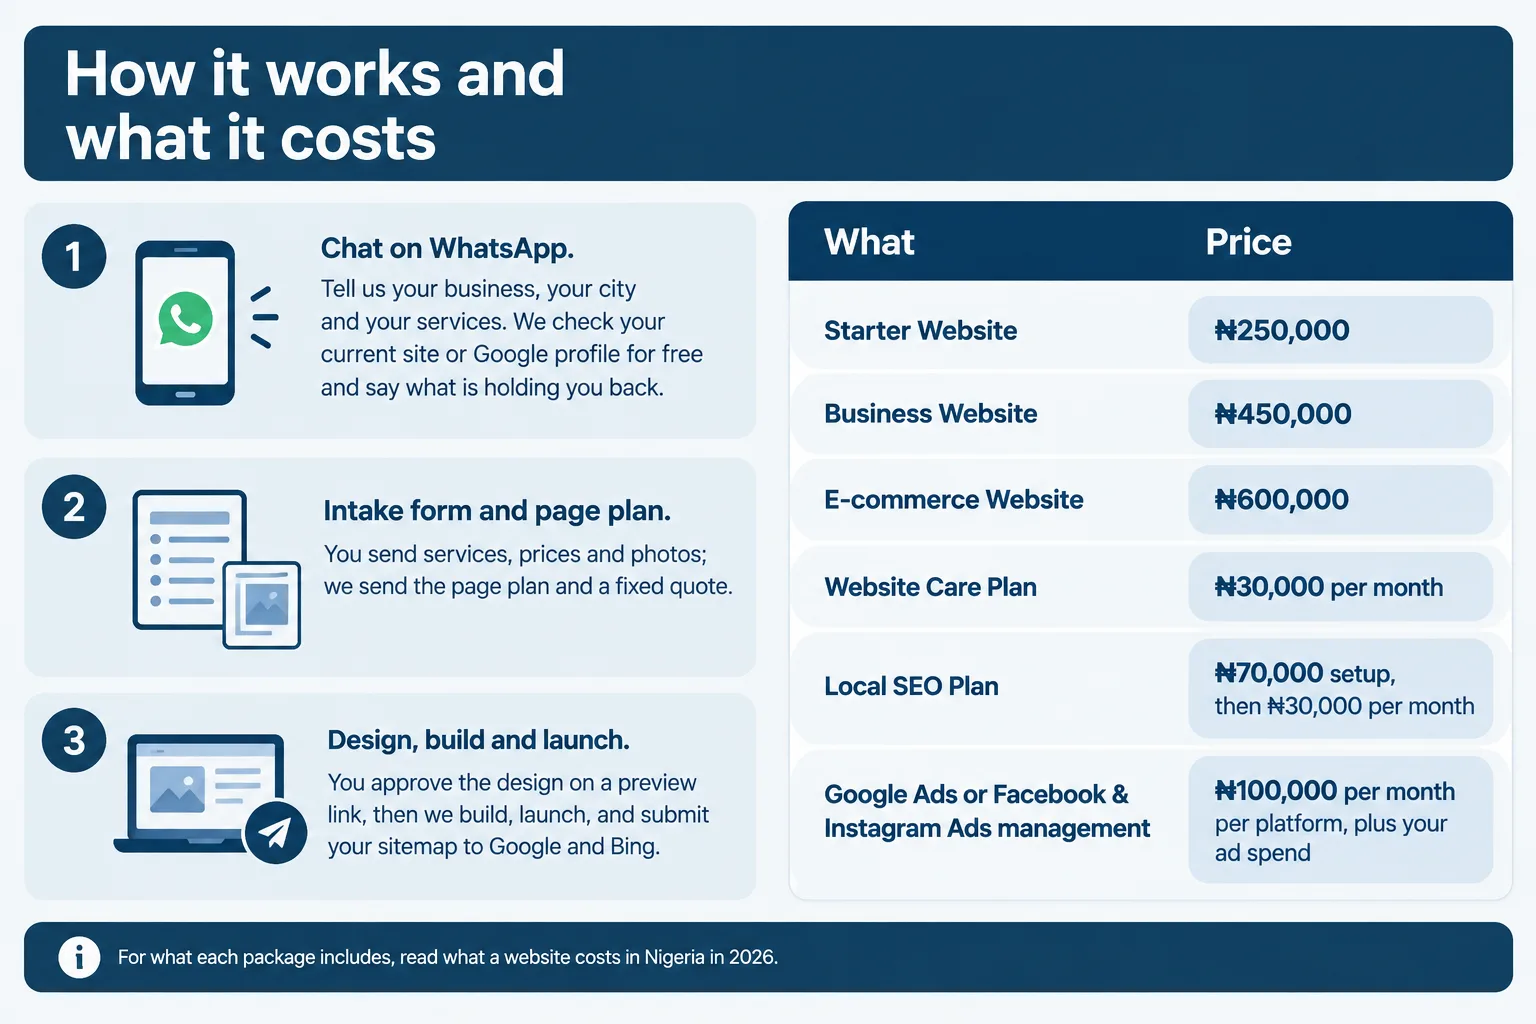 How it works and
what it costs
1
Chat on WhatsApp.
Tell us your business, your city
and your services. We check your
current site or Google profile for free
and say what is holding you back.
2
Intake form and page plan.
You send services, prices and photos;
we send the page plan and a fixed quote.
3
Design, build and launch.
You approve the design on a preview
link, then we build, launch, and submit
your sitemap to Google and Bing.
What Price
Starter Website ₦250,000
Business Website ₦450,000
E-commerce Website ₦600,000
Website Care Plan ₦30,000 per month
Local SEO Plan ₦70,000 setup,
then ₦30,000 per month
Google Ads or Facebook &
Instagram Ads management
₦100,000 per month
per platform, plus your
ad spend
For what each package includes, read what a website costs in Nigeria in 2026.